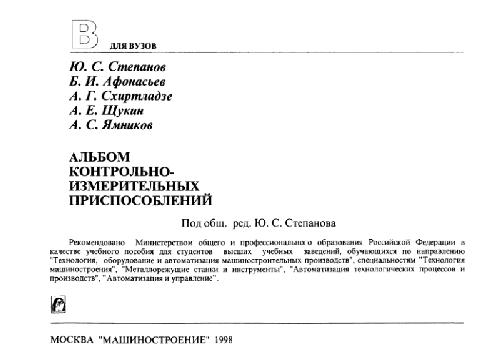 В ДЛЯ ВУЗОВ
Ю. С. Степанов
Б. И. Афонасьев
А. Г. Схиртладзе
А. Е. Щукин
А. С. Ямников
АЛЬБОМ
КОНТРОЛЬНО-
ИЗМЕРИТЕЛЬНЫХ
ПРИСПОСОБЛЕНИЙ
Под общ. ред. Ю. С. Степанова
Рекомендовано Министерством общего и профессионального образования Российской Федерации в
качестве учебного пособия для студентов высших учебных заведений, обучающихся по направлению
"Технология, оборудование и автоматизация машиностроительных производств", специальностям "Технология
машиностроения", "Металлорежущие станки и инструменты", "Автоматизация технологических процессов и
производств", "Автоматизация и управление".
МОСКВА "МАШИНОСТРОЕНИЕ" 1998